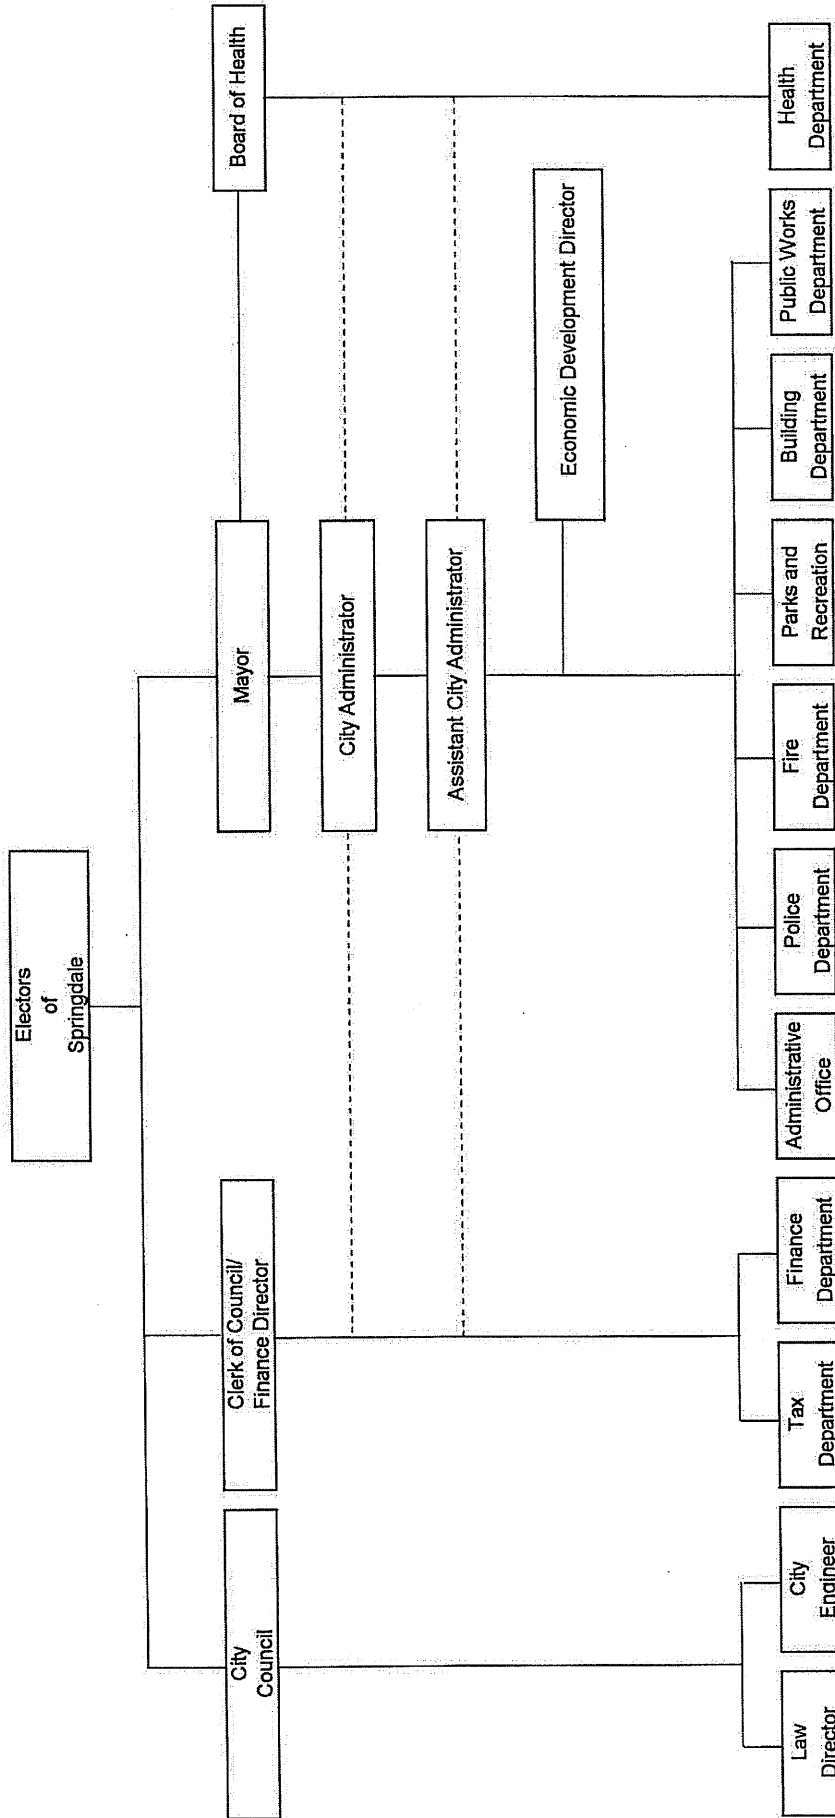 Electors
of
Springdale
City
Council
Clerk of Council/
Finance Director
Mayor
Board of Health
City Administrator
Assistant City Administrator
Economic Development Director
Law
Director
City
Engineer
Tax
Department
Finance
Department
Administrative
Office
Police
Department
Fire
Department
Parks and
Recreation
Building
Department
Public Works
Department
Health
Department